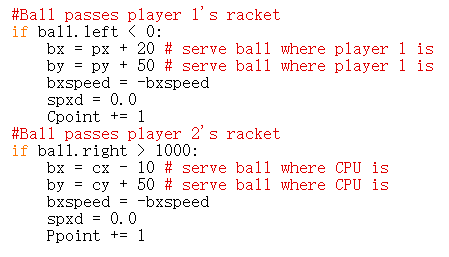 #Ball passes player 1's racket
if ball.left < 0:
    bx = px + 20 # serve ball where player 1 is
    by = py + 50 # serve ball where player 1 is
    bxspeed = -bxspeed
    spxd = 0.0
    Cpoint += 1
#Ball passes player 2's racket
if ball.right > 1000:
    bx = cx - 10 # serve ball where CPU is
    by = cy + 50 # serve ball where CPU is
    bxspeed = -bxspeed
    spxd = 0.0
    Ppoint += 1